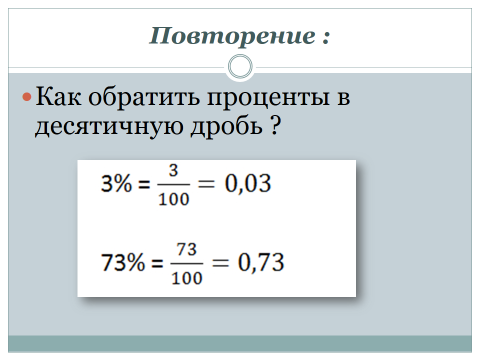 Повторение :
Как обратить проценты в
десятичную дробь ?
3% = 3/100 = 0,03
73% = 73/100 = 0,73